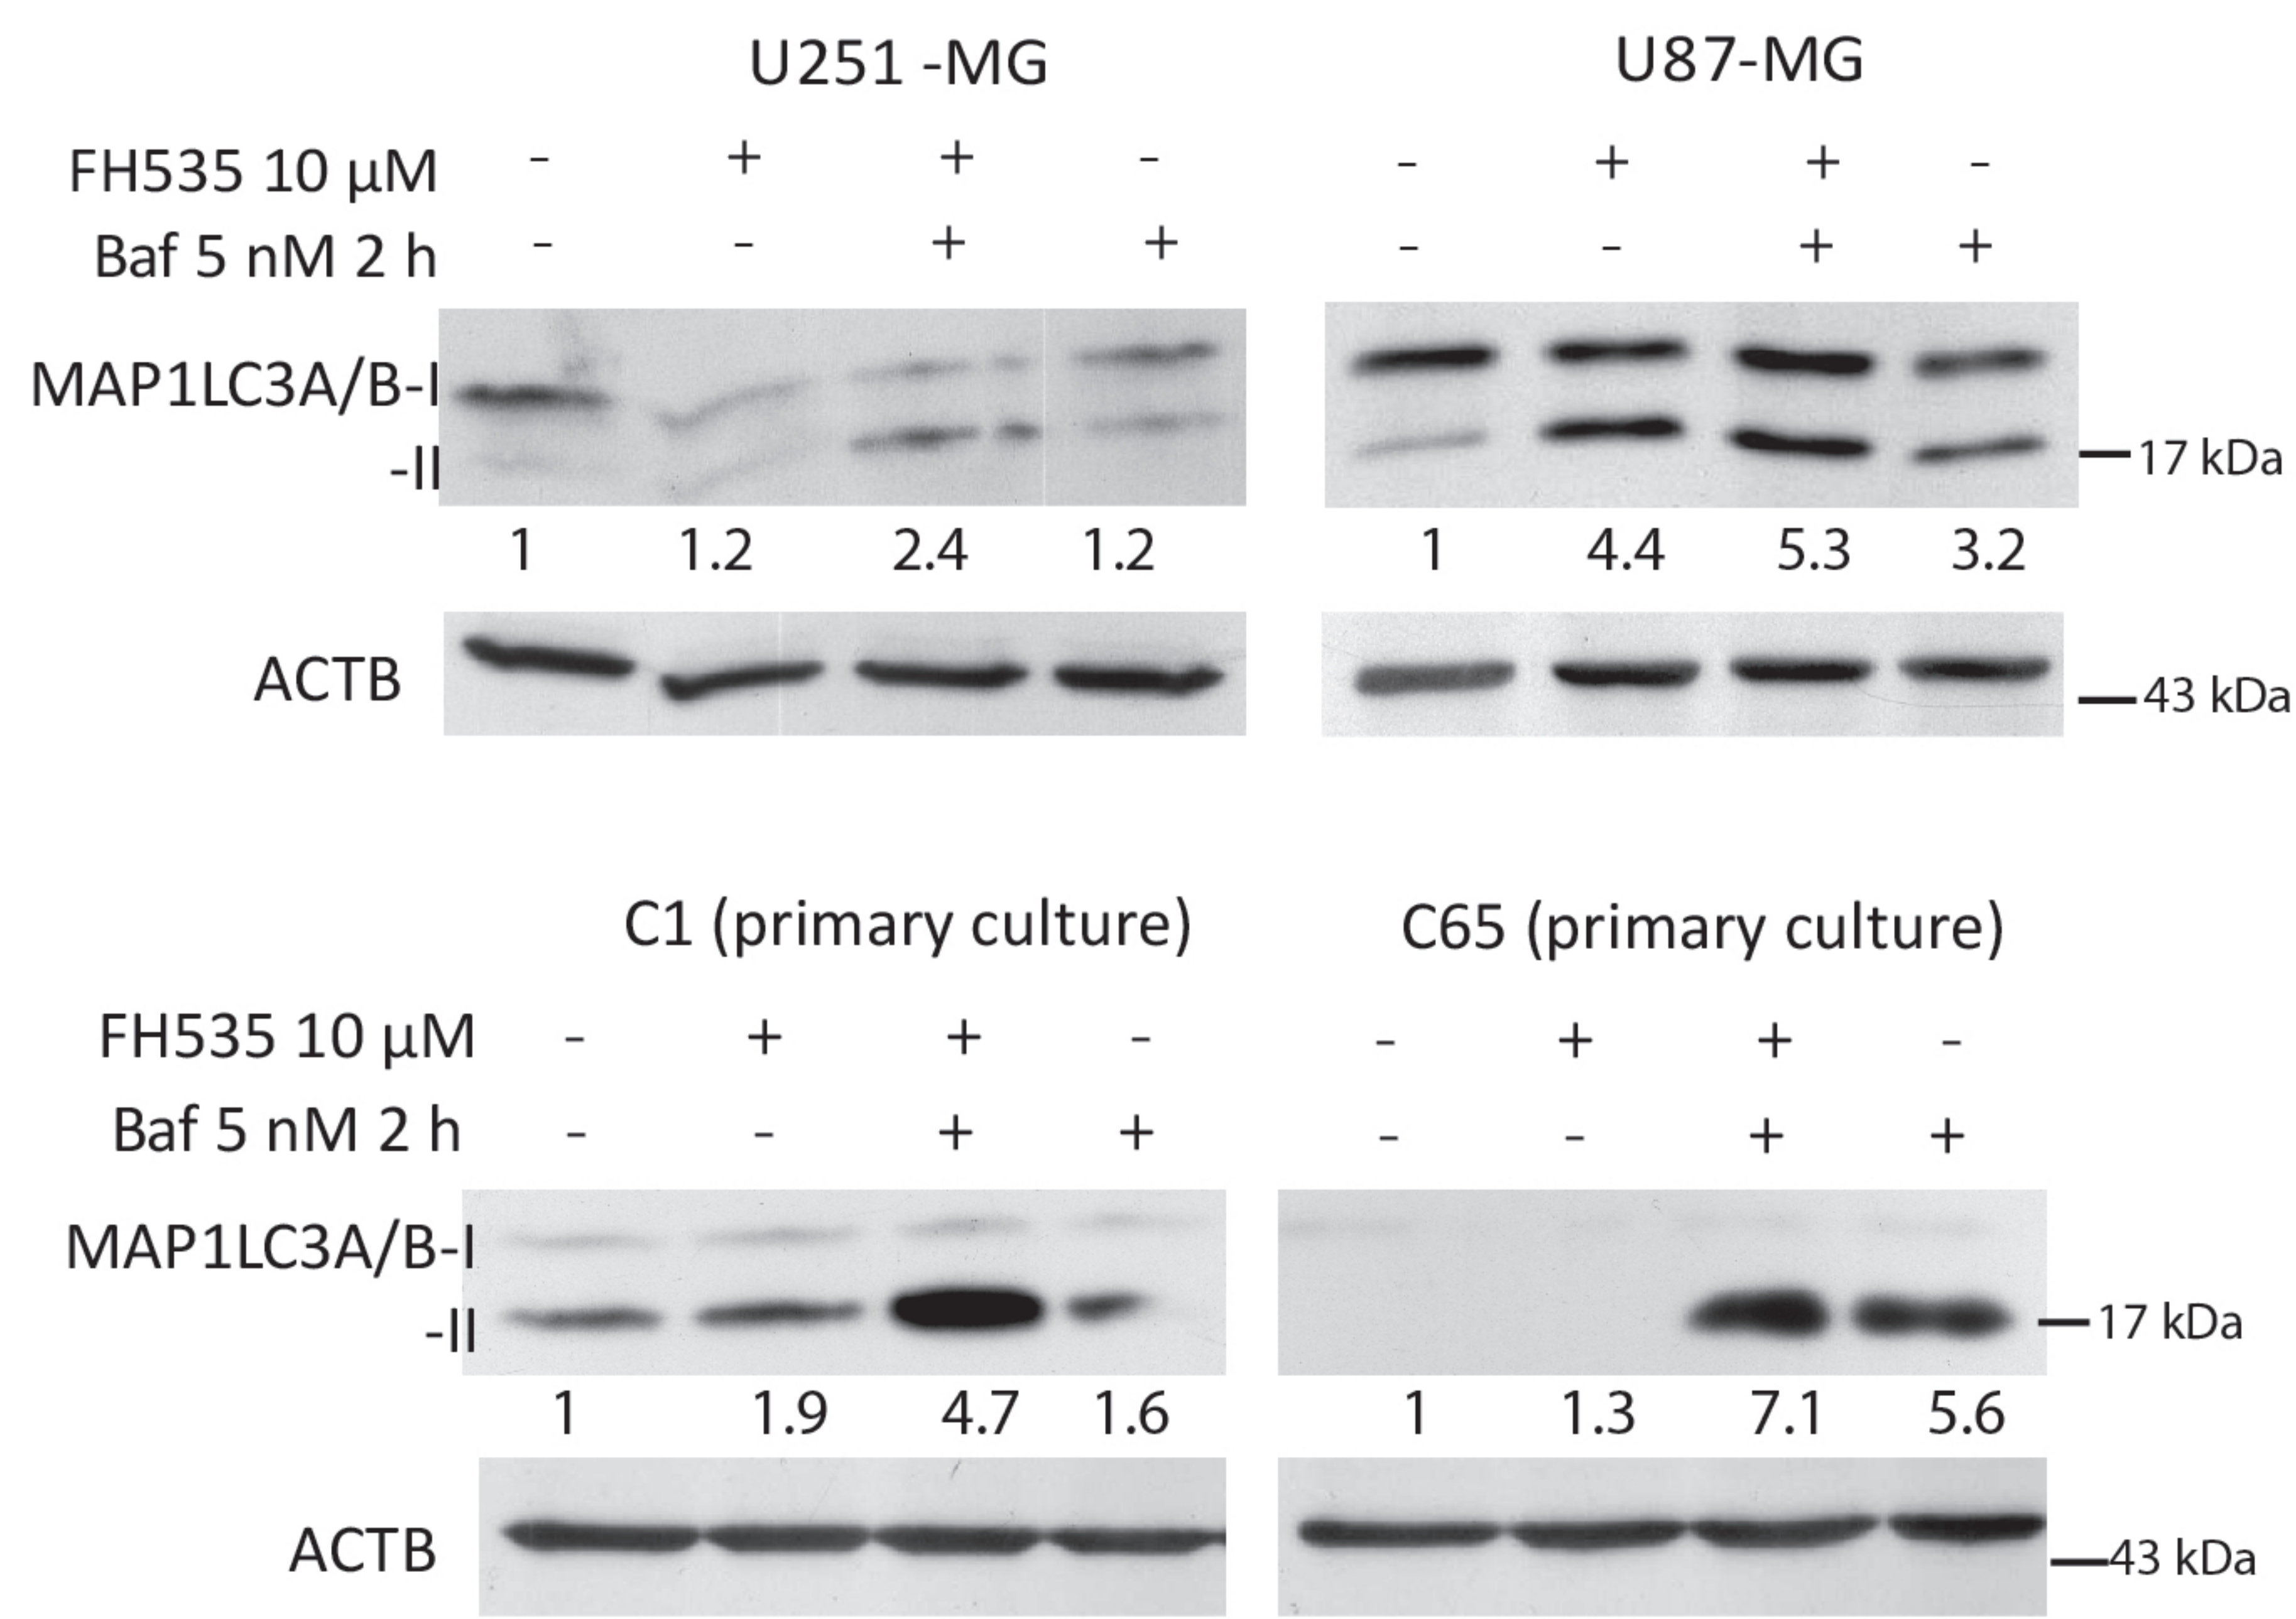 U251 -MG U87-MG
FH535 10 µM - + + - - + + -
Baf 5 nM 2 h - - + + - - + +
MAP1LC3A/B-I
-II 17 kDa
1 1.2 2.4 1.2 1 4.4 5.3 3.2
ACTB 43 kDa
C1 (primary culture) C65 (primary culture)
FH535 10 µM - + + - - + + -
Baf 5 nM 2 h - - + + - - + +
MAP1LC3A/B-I
-II 17 kDa
1 1.9 4.7 1.6 1 1.3 7.1 5.6
ACTB 43 kDa